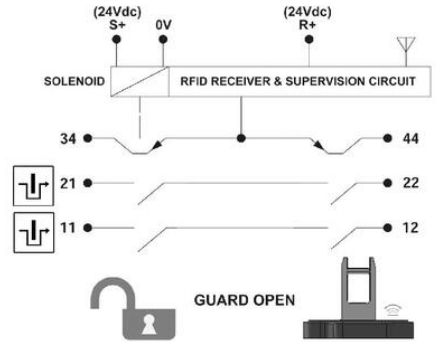 (24Vdc) (24Vdc)
S+ 0V R+
SOLENOID RFID RECEIVER & SUPERVISION CIRCUIT
34 44
21 22
11 12
GUARD OPEN